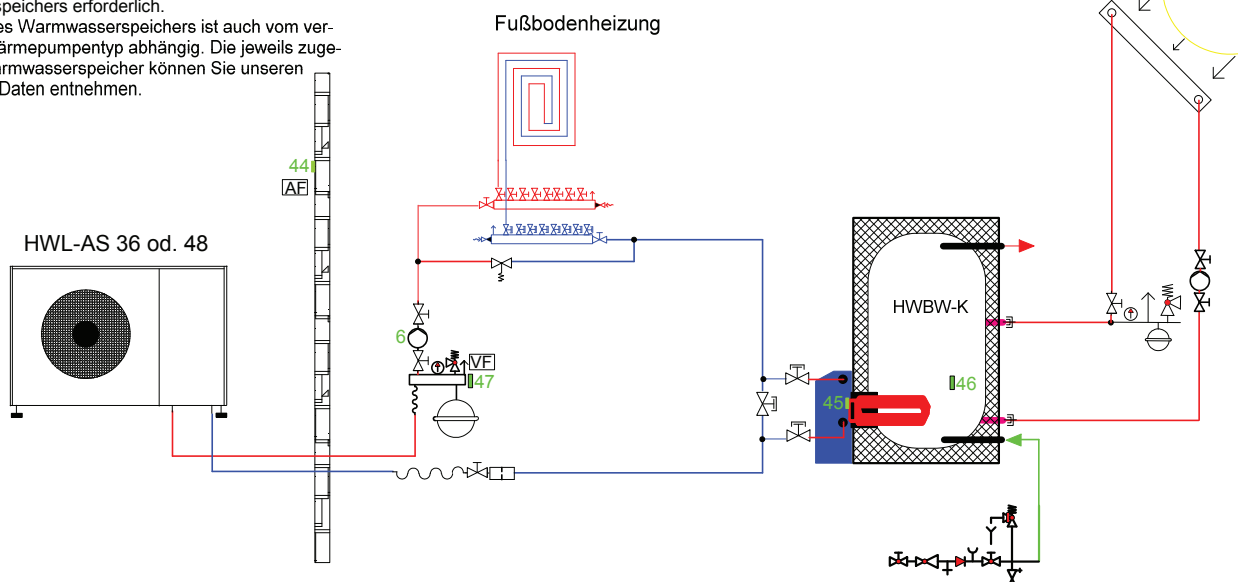 speichers erforderlich.
es Warmwasserspeichers ist auch vom ver-
ärmepumpentyp abhängig. Die jeweils zuge-
armwasserspeicher können Sie unseren
Daten entnehmen.
Fußbodenheizung
44
AF
HWL-AS 36 od. 48
HWBW-K
6
VF
47
46
45